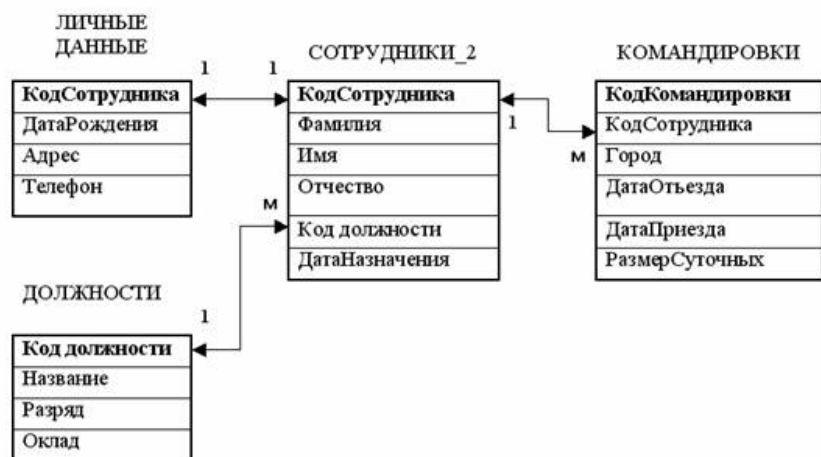 ЛИЧНЫЕ
ДАННЫЕ
1
КодСотрудника
ДатаРождения
Адрес
Телефон
СОТРУДНИКИ_2
1
КодСотрудника
1
Фамилия
Имя
Отчество
м
Код должности
ДатаНазначения
КОМАНДИРОВКИ
КодКомандировки
КодСотрудника
м
Город
ДатаОтьезда
ДатаПриезда
РазмерСуточных
ДОЛЖНОСТИ
1
Код должности
Название
Разряд
Оклад